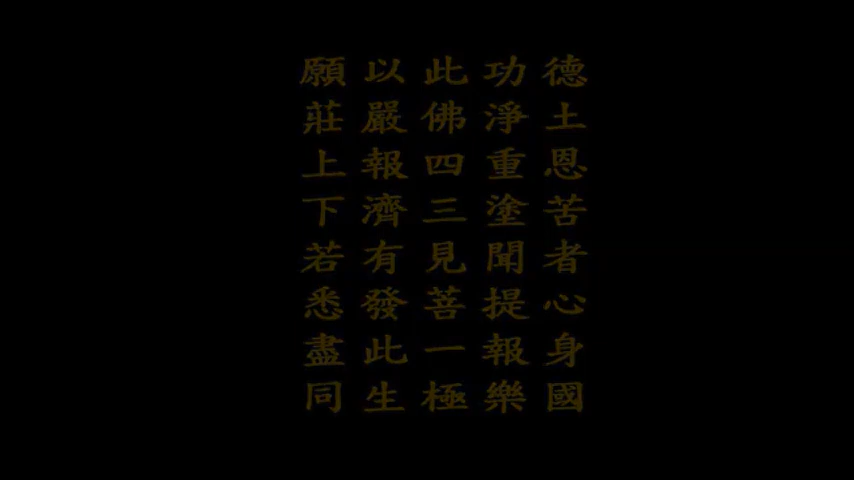 願以此功德
莊嚴佛淨土
上報四重恩
下濟三塗苦
若有見聞者
悉發菩提心
盡此一報身
同生極樂國